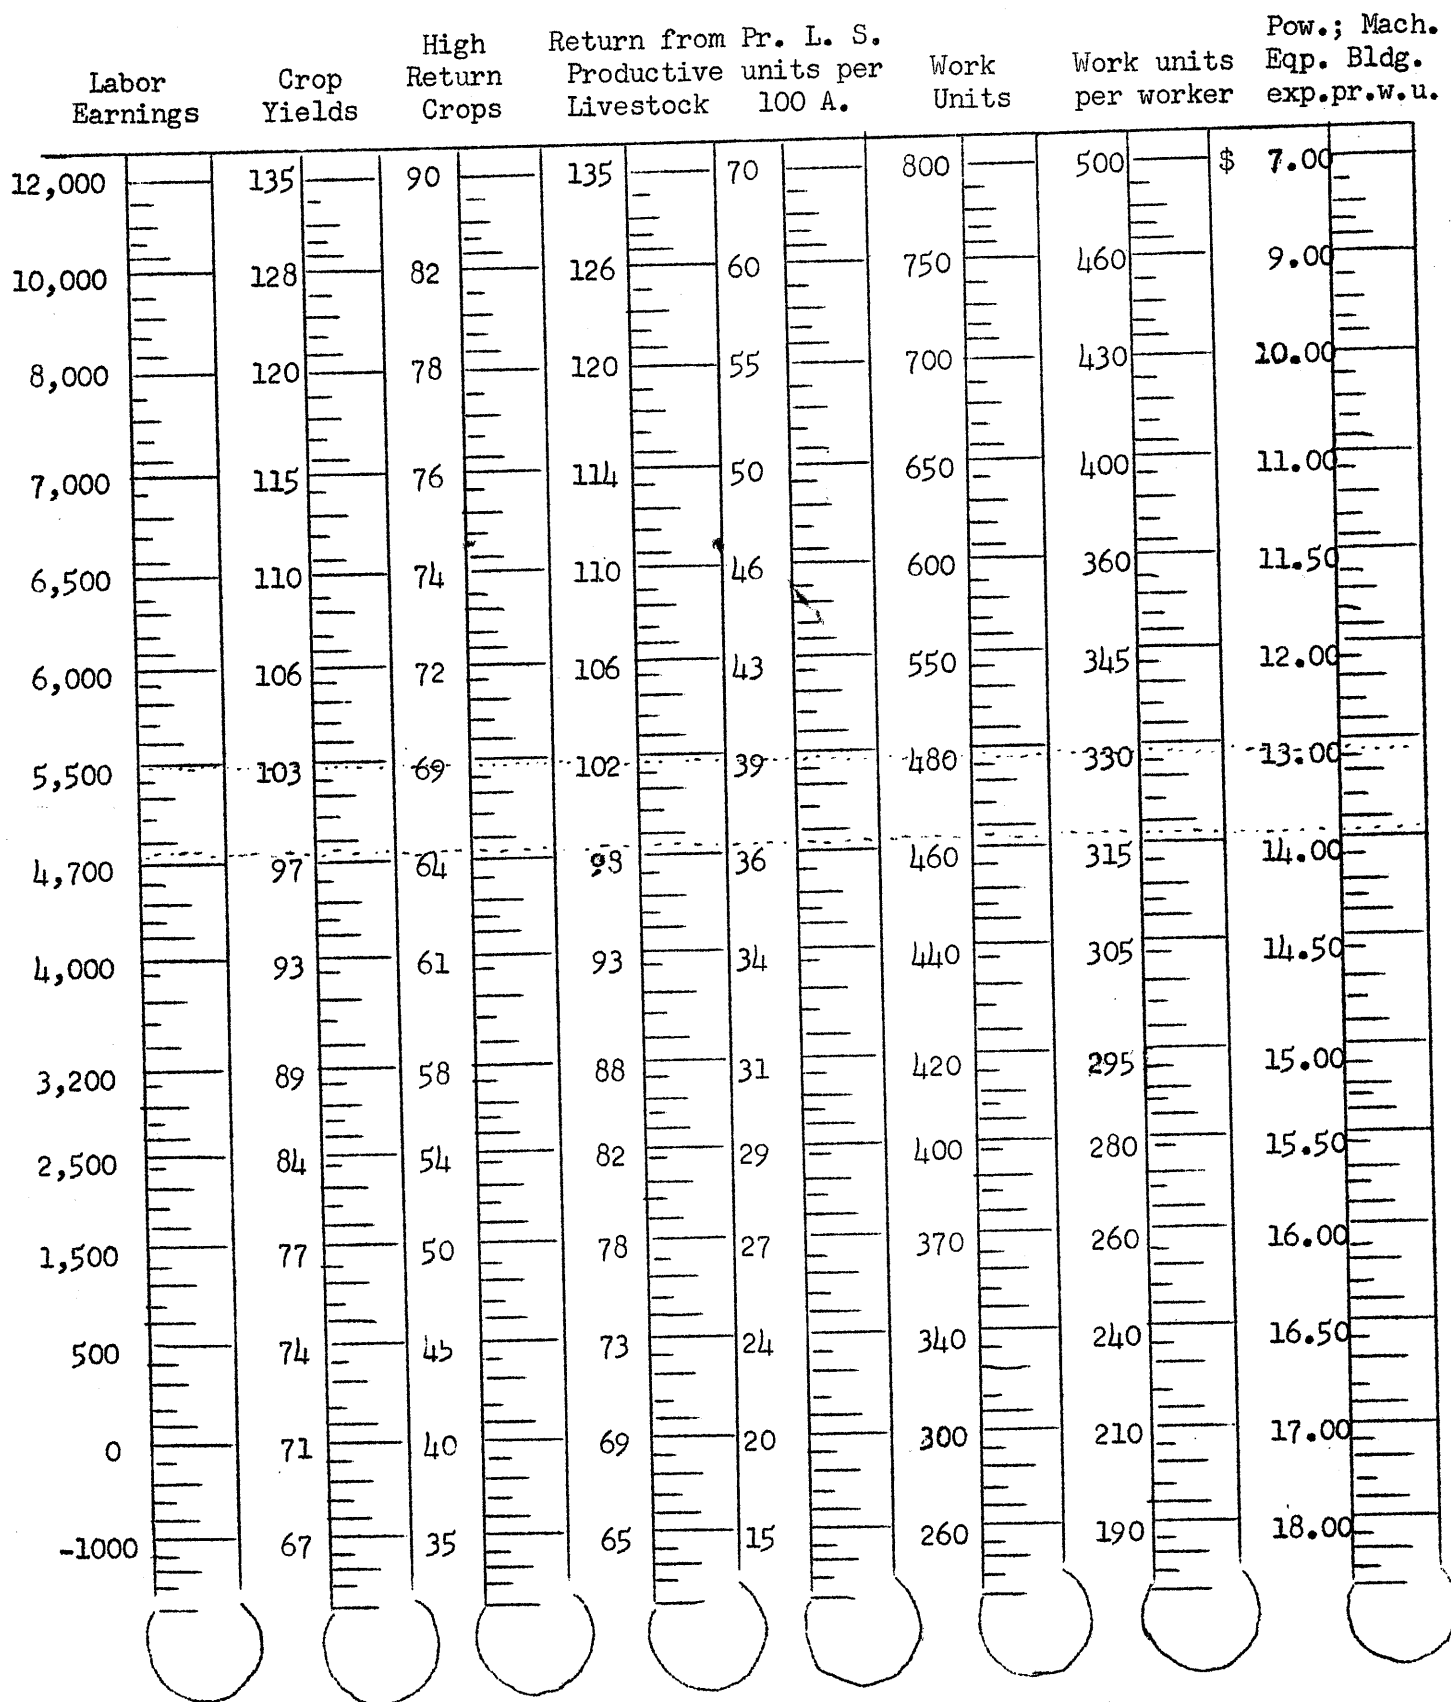 Pow.; Mach.
High Return from Pr. L. S.
Labor Crop Return Productive units per Work Work units Eqp. Bldg.
Earnings Yields Crops Livestock 100 A. Units per worker exp.pr.w.u.
12,000 135 90 135 70 800 500 $ 7.00
10,000 128 82 126 60 750 460 9.00
8,000 120 78 120 55 700 430 10.00
7,000 115 76 114 50 650 400 11.00
6,500 110 74 110 46 600 360 11.50
6,000 106 72 106 43 550 345 12.00
5,500 103 69 102 39 480 330 13.00
4,700 97 64 98 36 460 315 14.00
4,000 93 61 93 34 440 305 14.50
3,200 89 58 88 31 420 295 15.00
2,500 84 54 82 29 400 280 15.50
1,500 77 50 78 27 370 260 16.00
500 74 45 73 24 340 240 16.50
0 71 40 69 20 300 210 17.00
-1000 67 35 65 15 260 190 18.00